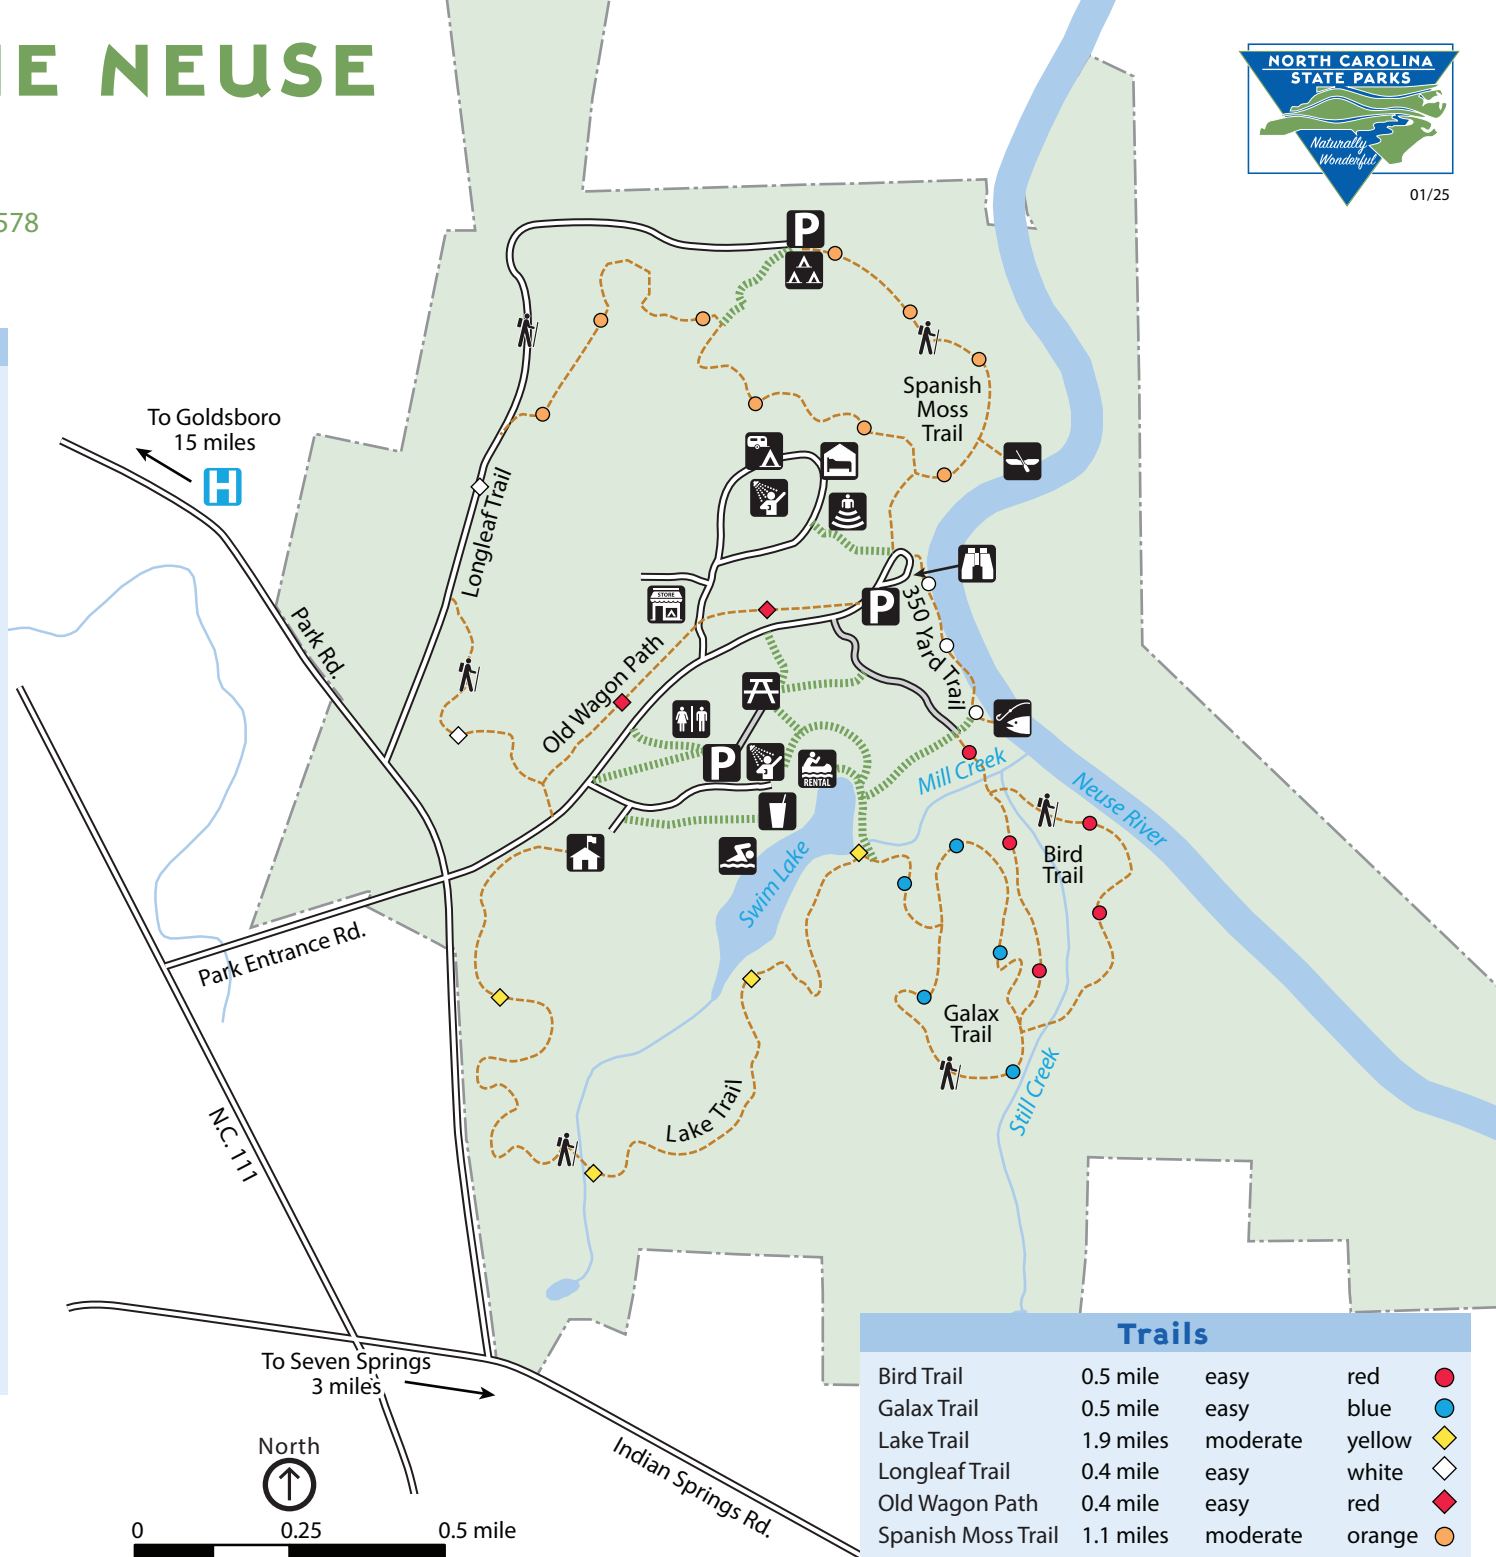 IE NEUSE
578
NORTH CAROLINA
STATE PARKS
Naturally
Wonderful
01/25
P
To Goldsboro
15 miles
H
Spanish
Moss
Trail
Longleaf Trail
Park Rd.
STORE
P
350 Yard Trail
Old Wagon Path
P
RENTAL
Mill Creek
Neuse River
Bird
Trail
Swim Lake
Park Entrance Rd.
Galax
Trail
Still Creek
Lake Trail
N.C. 111
To Seven Springs
3 miles
Indian Springs Rd.
North
0 0.25 0.5 mile
Trails
Bird Trail 0.5 mile easy red
Galax Trail 0.5 mile easy blue
Lake Trail 1.9 miles moderate yellow
Longleaf Trail 0.4 mile easy white
Old Wagon Path 0.4 mile easy red
Spanish Moss Trail 1.1 miles moderate orange